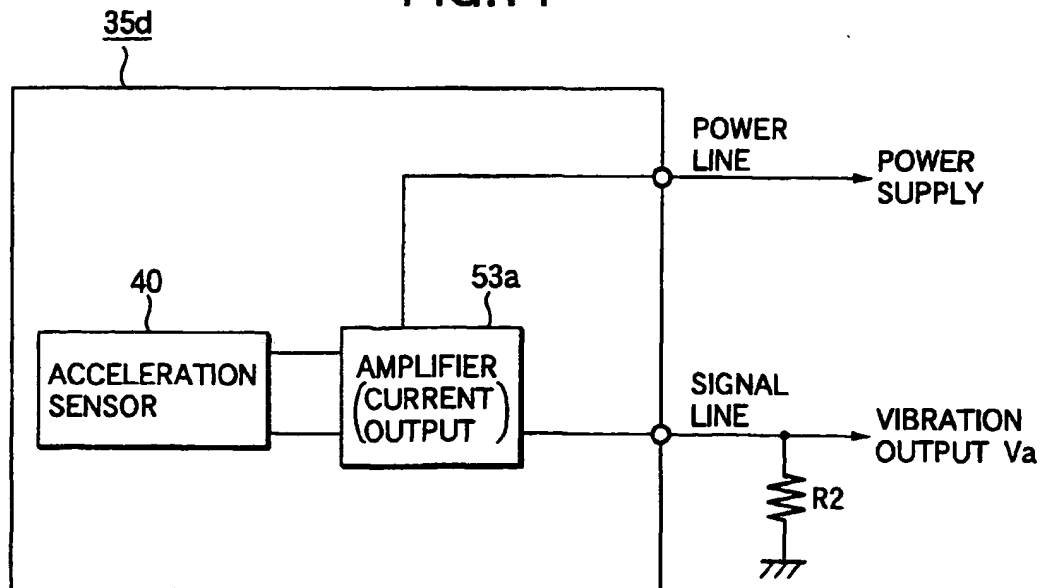 35d
POWER
LINE
POWER
SUPPLY
40
53a
ACCELERATION
SENSOR
AMPLIFIER
(CURRENT
OUTPUT)
SIGNAL
LINE
VIBRATION
OUTPUT Va
R2